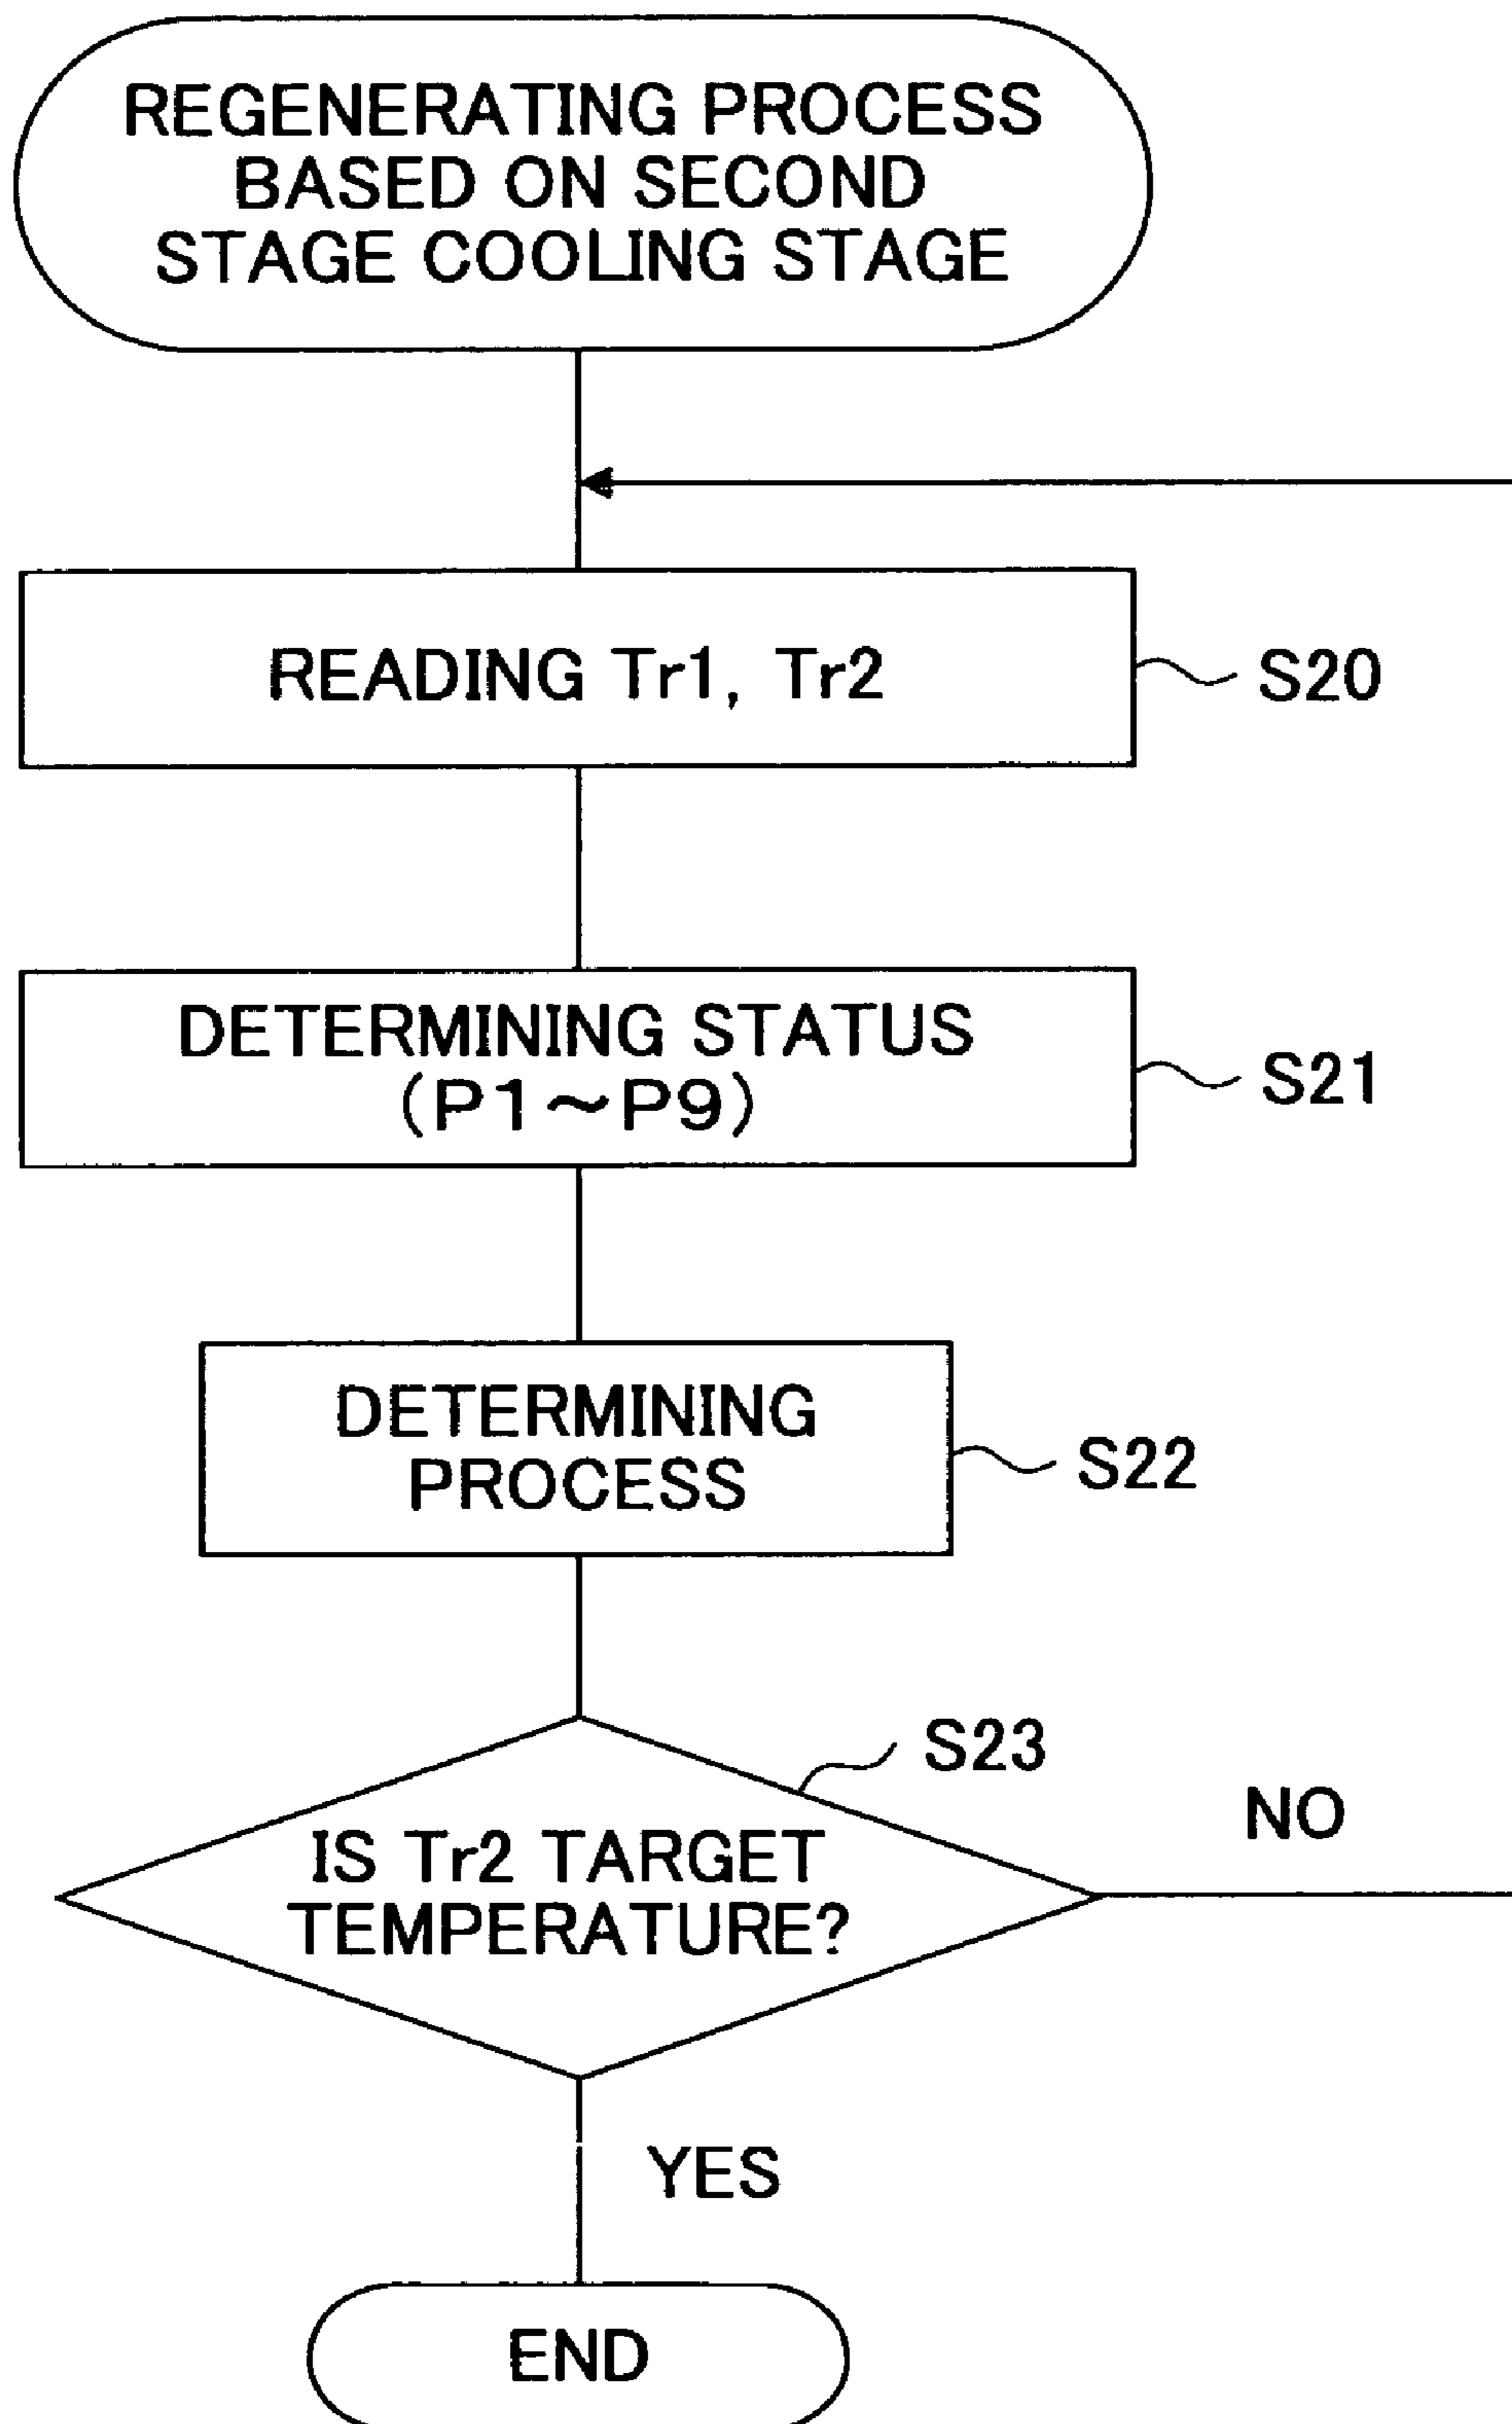 REGENERATING PROCESS
BASED ON SECOND
STAGE COOLING STAGE
READING Tr1, Tr2
S20
DETERMINING STATUS
(P1～P9)
S21
DETERMINING
PROCESS
S22
S23
IS Tr2 TARGET
TEMPERATURE?
NO
YES
END